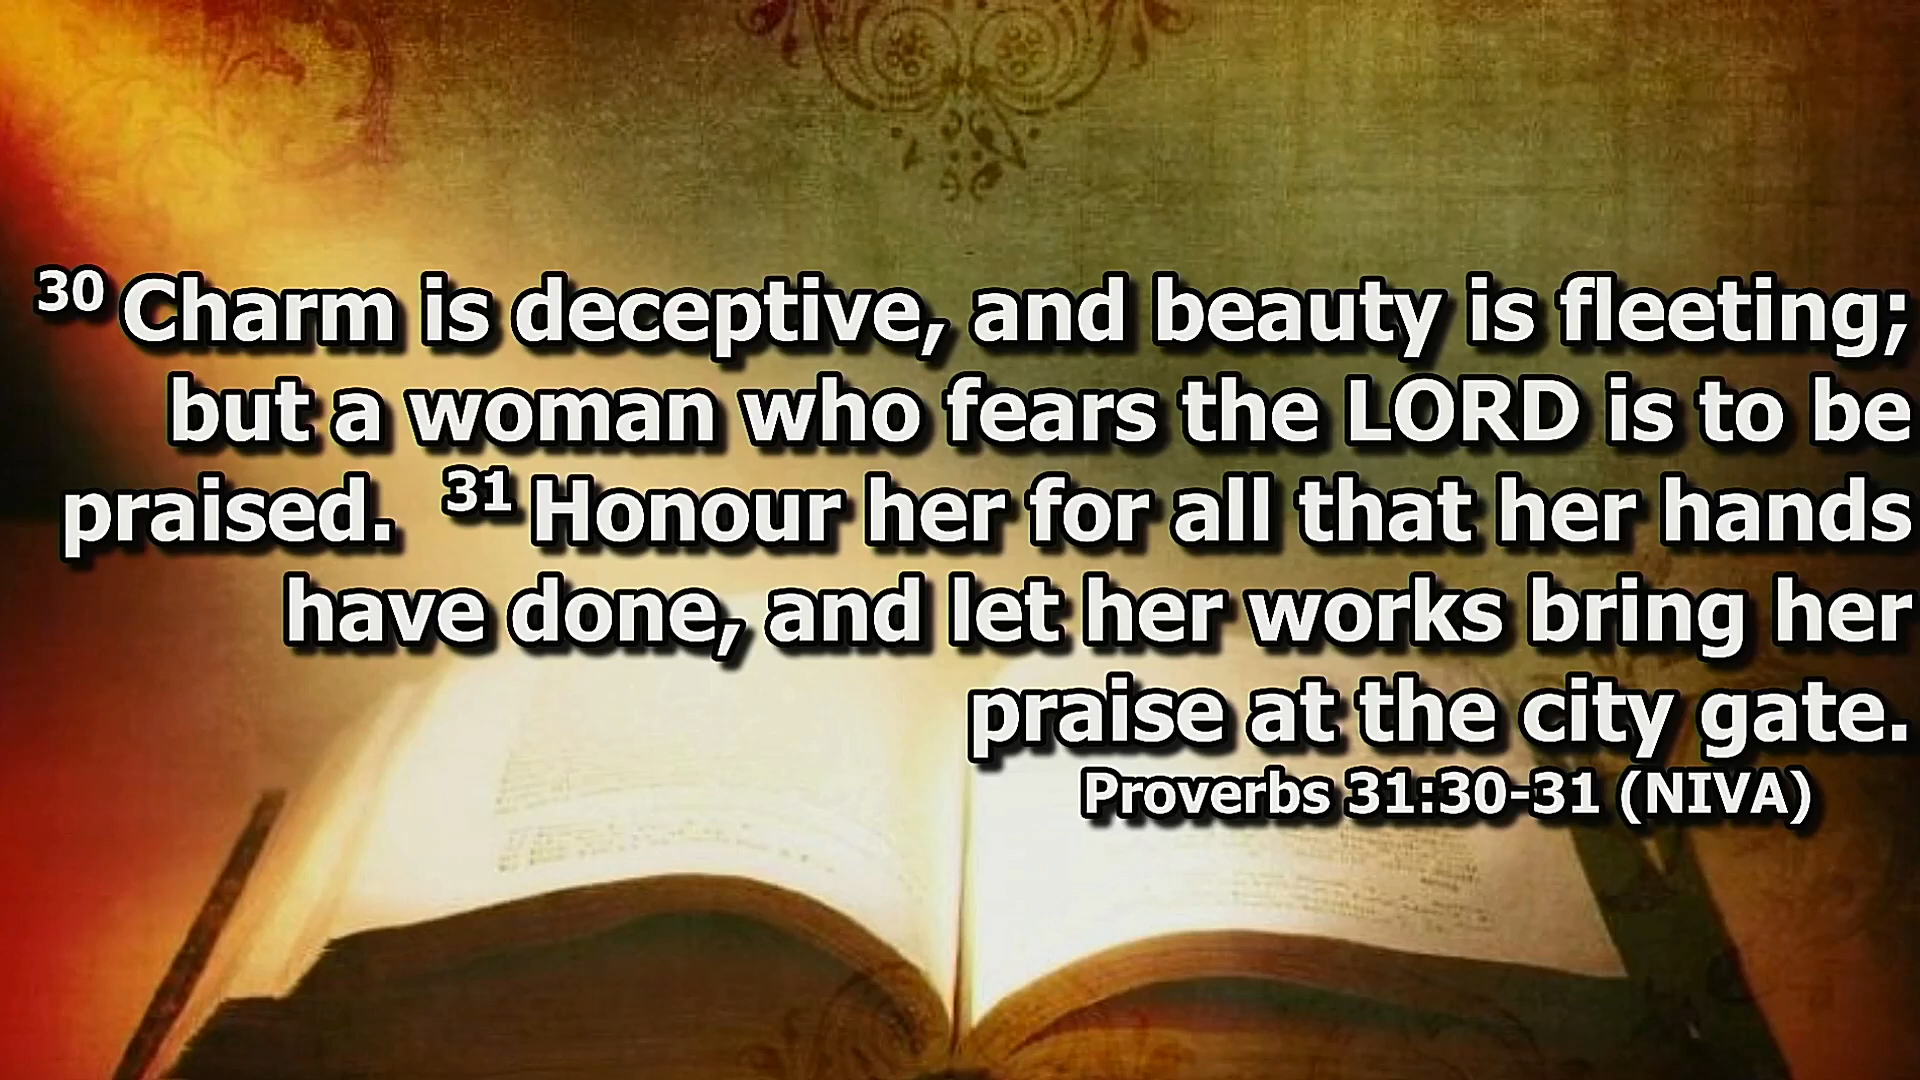 30 Charm is deceptive, and beauty is fleeting;
but a woman who fears the LORD is to be
praised. 31 Honour her for all that her hands
have done, and let her works bring her
praise at the city gate.
Proverbs 31:30-31 (NIVA)